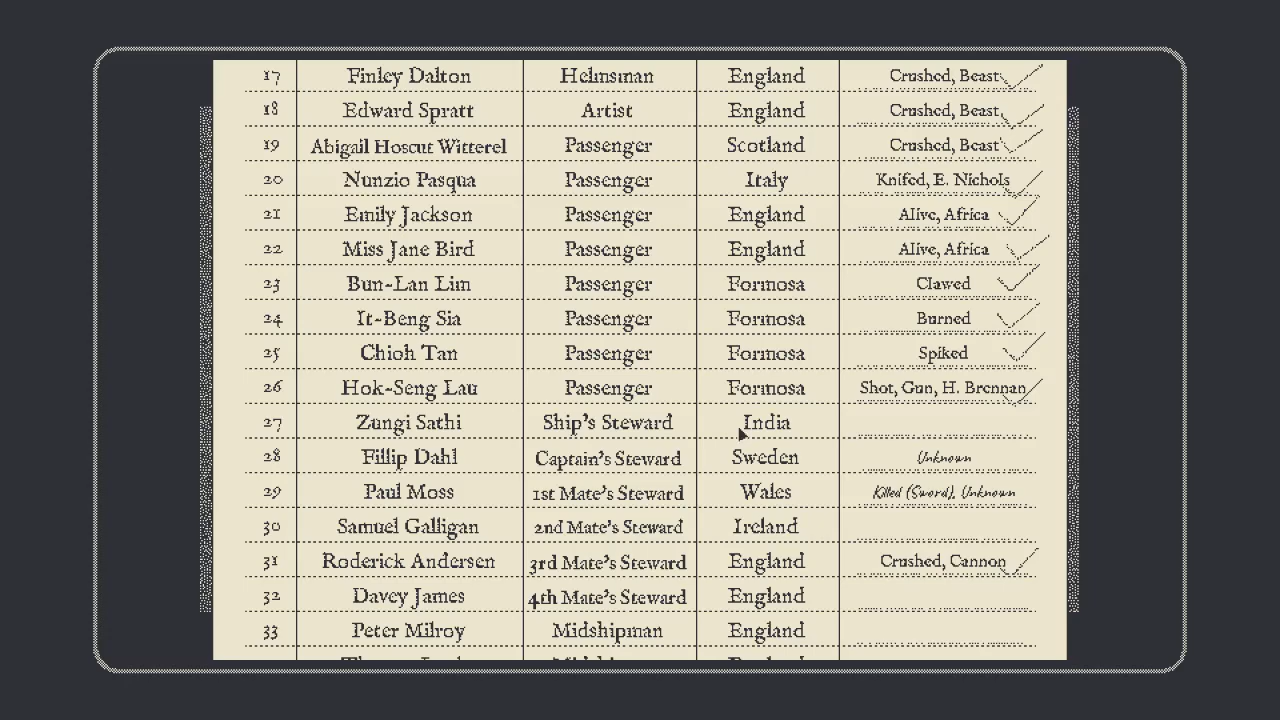 17 Finley Dalton Helmsman England Crushed, Beast
18 Edward Spratt Artist England Crushed, Beast
19 Abigail Hoscut Witterel Passenger Scotland Crushed, Beast
20 Nunzio Pasqua Passenger Italy Knifed, E. Nichols
21 Emily Jackson Passenger England Alive, Africa
22 Miss Jane Bird Passenger England Alive, Africa
23 Bun-Lan Lim Passenger Formosa Clawed
24 It-Beng Sia Passenger Formosa Burned
25 Chioh Tan Passenger Formosa Spiked
26 Hok-Seng Lau Passenger Formosa Shot, Gun, H. Brennan
27 Zungi Sathi Ship's Steward India
28 Fillip Dahl Captain's Steward Sweden Unknown
29 Paul Moss 1st Mate's Steward Wales Killed (Sword), Unknown
30 Samuel Galligan 2nd Mate's Steward Ireland
31 Roderick Andersen 3rd Mate's Steward England Crushed, Cannon
32 Davey James 4th Mate's Steward England
33 Peter Milroy Midshipman England